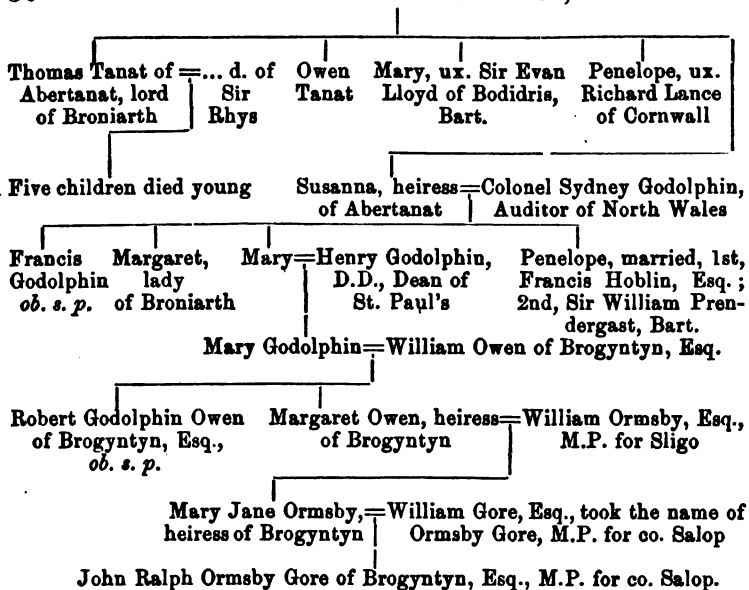 Thomas Tanat of =... d. of Owen Mary, ux. Sir Evan Penelope, ux.
Abertanat, lord Sir Tanat Lloyd of Bodidris, Richard Lance
of Broniarth Rhys Bart. of Cornwall
Five children died young Susanna, heiress=Colonel Sydney Godolphin,
of Abertanat Auditor of North Wales
Francis Margaret, Mary=Henry Godolphin, Penelope, married, 1st,
Godolphin lady D.D., Dean of Francis Hoblin, Esq.;
ob. s. p. of Broniarth St. Paul's 2nd, Sir William Pren-
dergast, Bart.
Mary Godolphin=William Owen of Brogyntyn, Esq.
Robert Godolphin Owen Margaret Owen, heiress=William Ormsby, Esq.,
of Brogyntyn, Esq., of Brogyntyn M.P. for Sligo
ob. s. p.
Mary Jane Ormsby,=William Gore, Esq., took the name of
heiress of Brogyntyn Ormsby Gore, M.P. for co. Salop
John Ralph Ormsby Gore of Brogyntyn, Esq., M.P. for co. Salop.